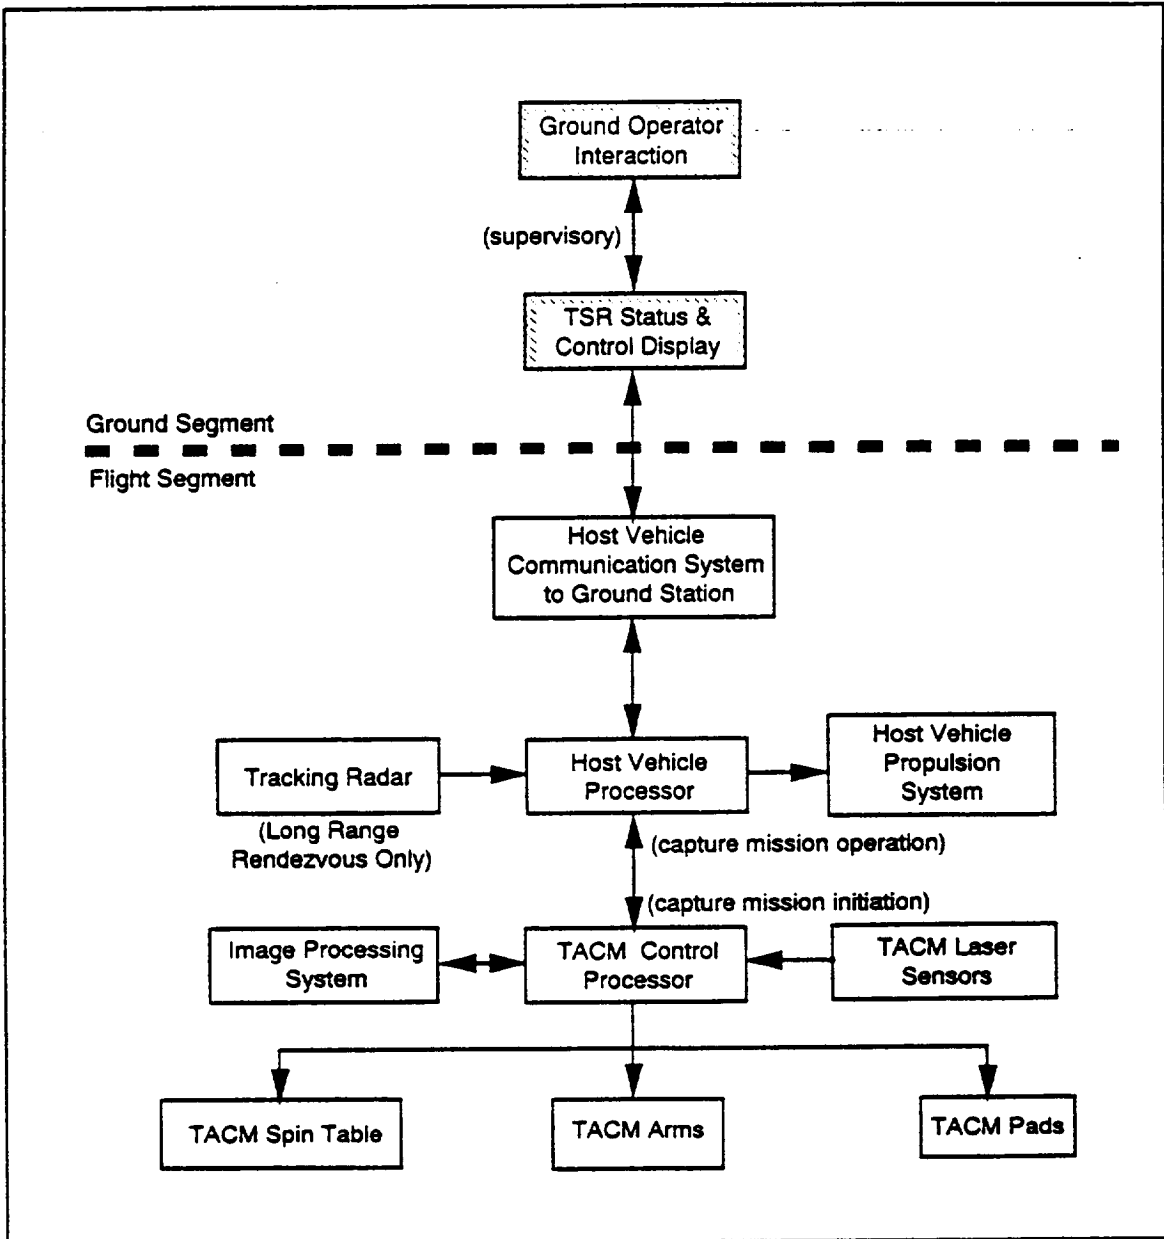 Ground Operator
Interaction
(supervisory)
TSR Status &
Control Display
Ground Segment
Flight Segment
Host Vehicle
Communication System
to Ground Station
Tracking Radar
(Long Range
Rendezvous Only)
Host Vehicle
Processor
Host Vehicle
Propulsion
System
(capture mission operation)
(capture mission initiation)
Image Processing
System
TACM Control
Processor
TACM Laser
Sensors
TACM Spin Table
TACM Arms
TACM Pads